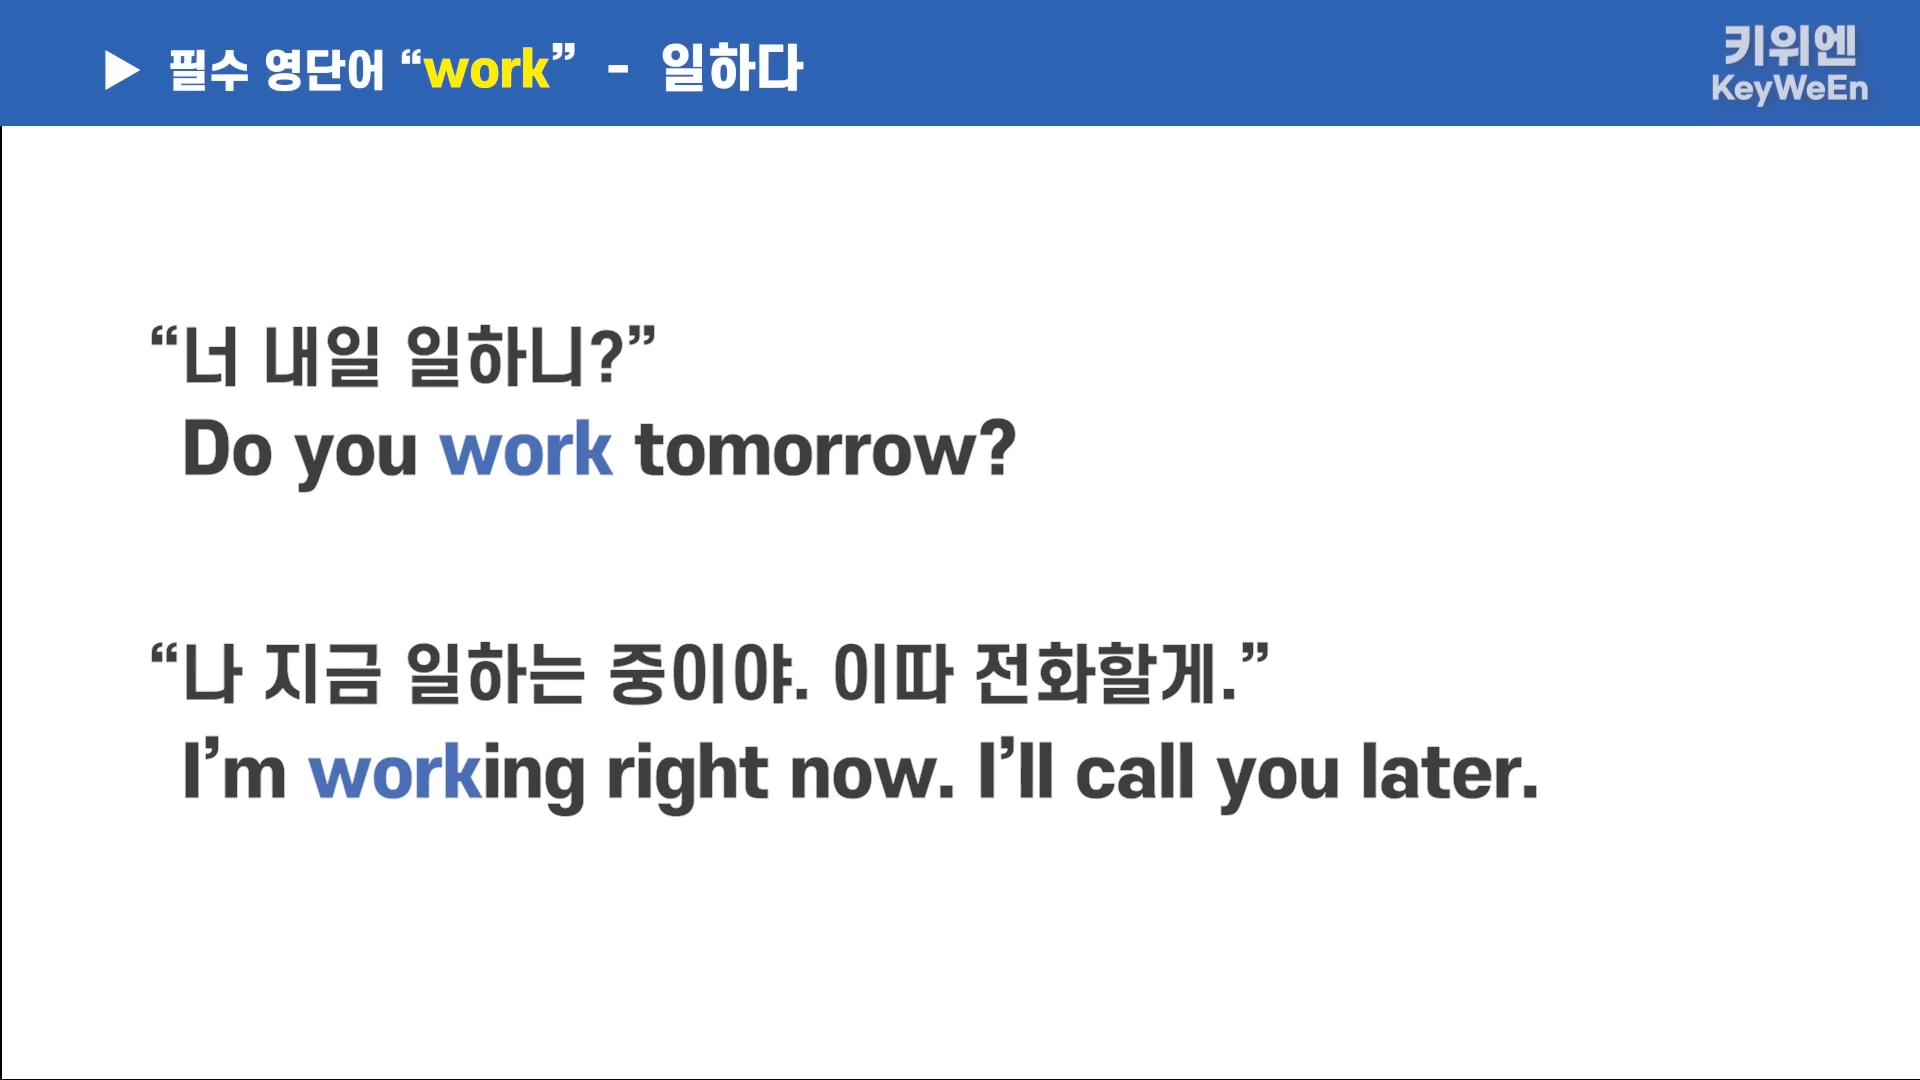 ▶ 필수 영단어 “work” - 일하다
키위엔
KeyWeEn
“너 내일 일하니?”
Do you work tomorrow?
“나 지금 일하는 중이야. 이따 전화할게.”
I’m working right now. I’ll call you later.